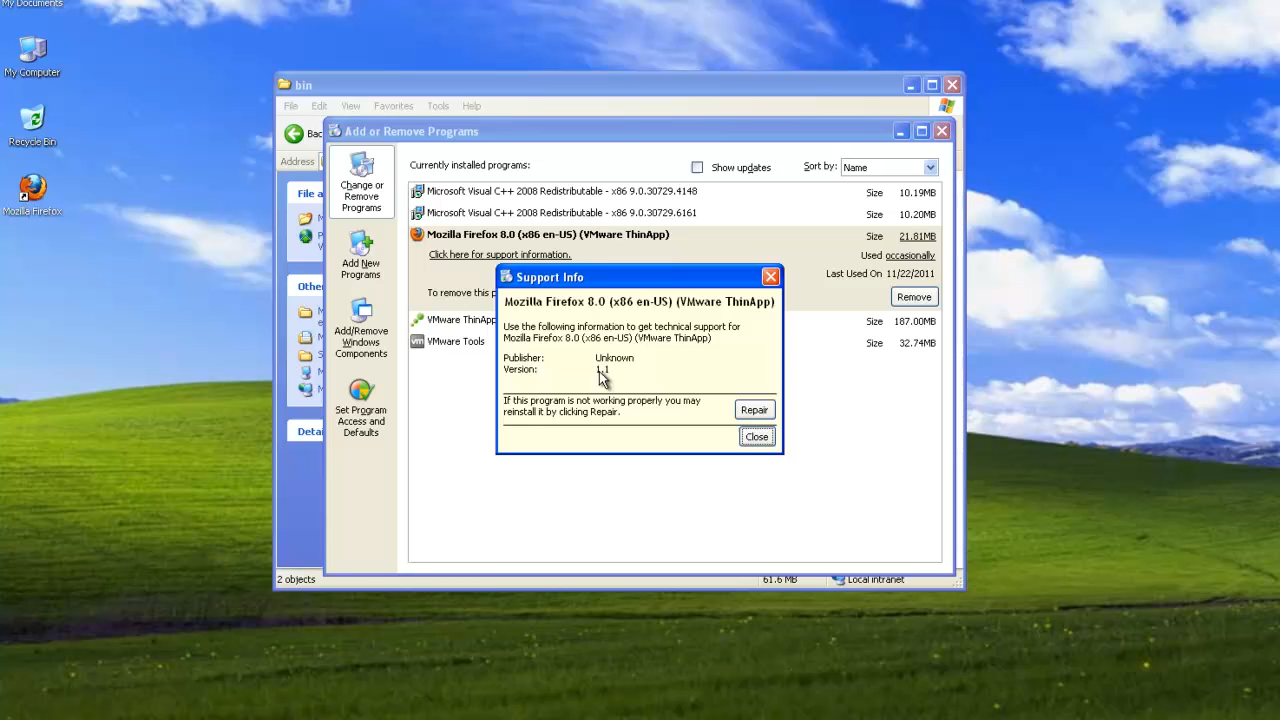 My Documents
My Computer
Recycle Bin
Mozilla Firefox
bin
File Edit View Favorites Tools Help
Address
File a
Other
Detai
2 objects
61.6 MB
Local intranet
Add or Remove Programs
Change or
Remove
Programs
Add New
Programs
Add/Remove
Windows
Components
Set Program
Access and
Defaults
Currently installed programs:
Show updates
Sort by: Name
Microsoft Visual C++ 2008 Redistributable - x86 9.0.30729.4148 Size 10.19MB
Microsoft Visual C++ 2008 Redistributable - x86 9.0.30729.6161 Size 10.20MB
Mozilla Firefox 8.0 (x86 en-US) (VMware ThinApp) Size 21.81MB
Click here for support information. Used occasionally
Last Used On 11/22/2011
To remove this p
Remove
VMware ThinApp Size 187.00MB
vm VMware Tools Size 32.74MB
Support Info
Mozilla Firefox 8.0 (x86 en-US) (VMware ThinApp)
Use the following information to get technical support for
Mozilla Firefox 8.0 (x86 en-US) (VMware ThinApp)
Publisher: Unknown
Version: 1.1
If this program is not working properly you may
reinstall it by clicking Repair.
Repair
Close